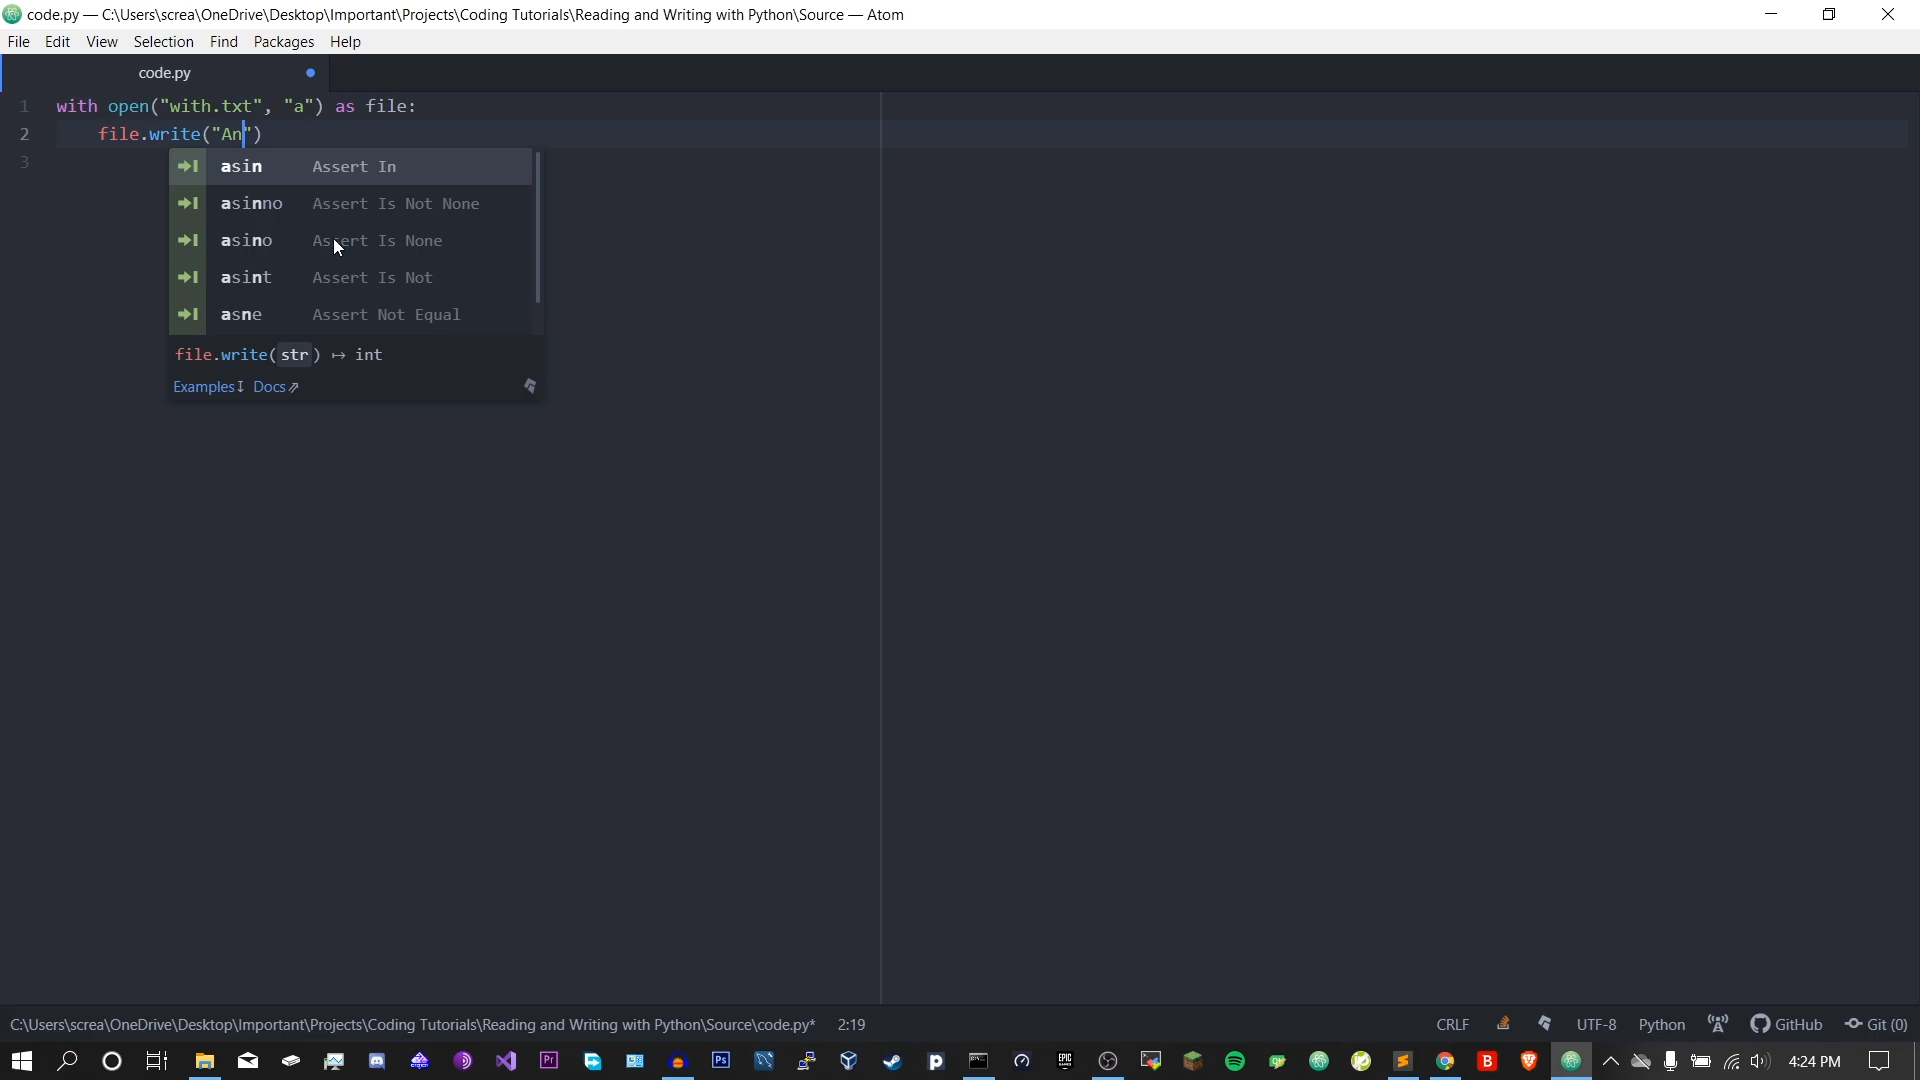 code.py — C:\Users\screa\OneDrive\Desktop\Important\Projects\Coding Tutorials\Reading and Writing with Python\Source — Atom
File Edit View Selection Find Packages Help
code.py
1 with open("with.txt", "a") as file:
2 file.write("An")
3
asin Assert In
asinno Assert Is Not None
asino Assert Is None
asint Assert Is Not
asne Assert Not Equal
file.write(str) ↦ int
Examples↧ Docs⇗
C:\Users\screa\OneDrive\Desktop\Important\Projects\Coding Tutorials\Reading and Writing with Python\Source\code.py* 2:19 CRLF UTF-8 Python GitHub Git (0)
4:24 PM